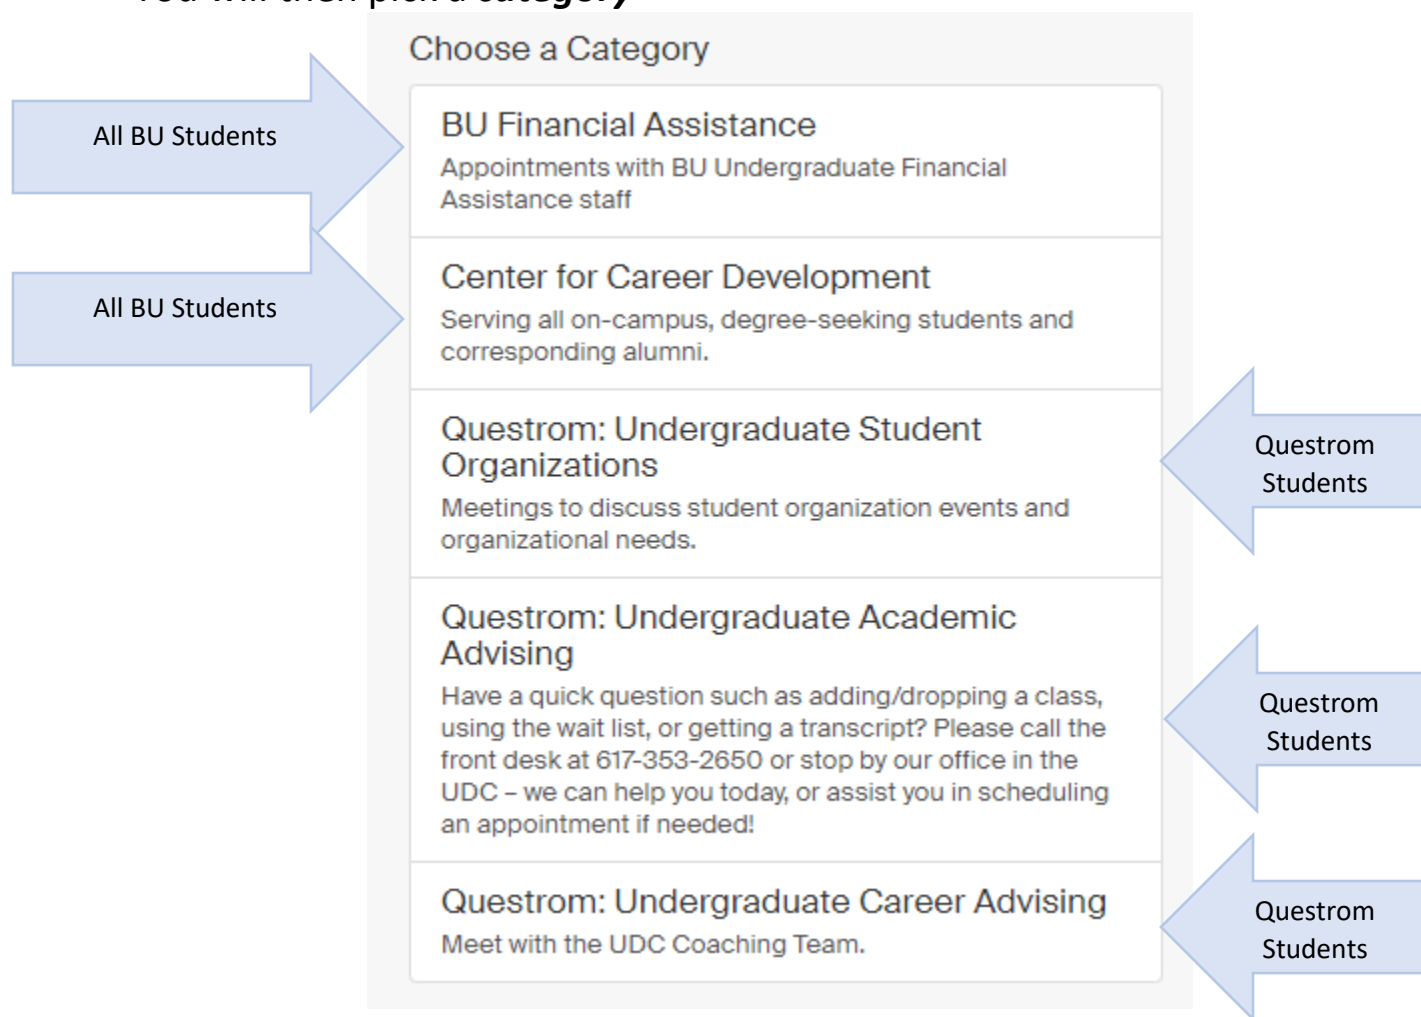 You will then pick a category
Choose a Category
All BU Students
BU Financial Assistance
Appointments with BU Undergraduate Financial
Assistance staff
All BU Students
Center for Career Development
Serving all on-campus, degree-seeking students and
corresponding alumni.
Questrom: Undergraduate Student
Organizations
Meetings to discuss student organization events and
organizational needs.
Questrom
Students
Questrom: Undergraduate Academic
Advising
Have a quick question such as adding/dropping a class,
using the wait list, or getting a transcript? Please call the
front desk at 617-353-2650 or stop by our office in the
UDC – we can help you today, or assist you in scheduling
an appointment if needed!
Questrom
Students
Questrom: Undergraduate Career Advising
Meet with the UDC Coaching Team.
Questrom
Students